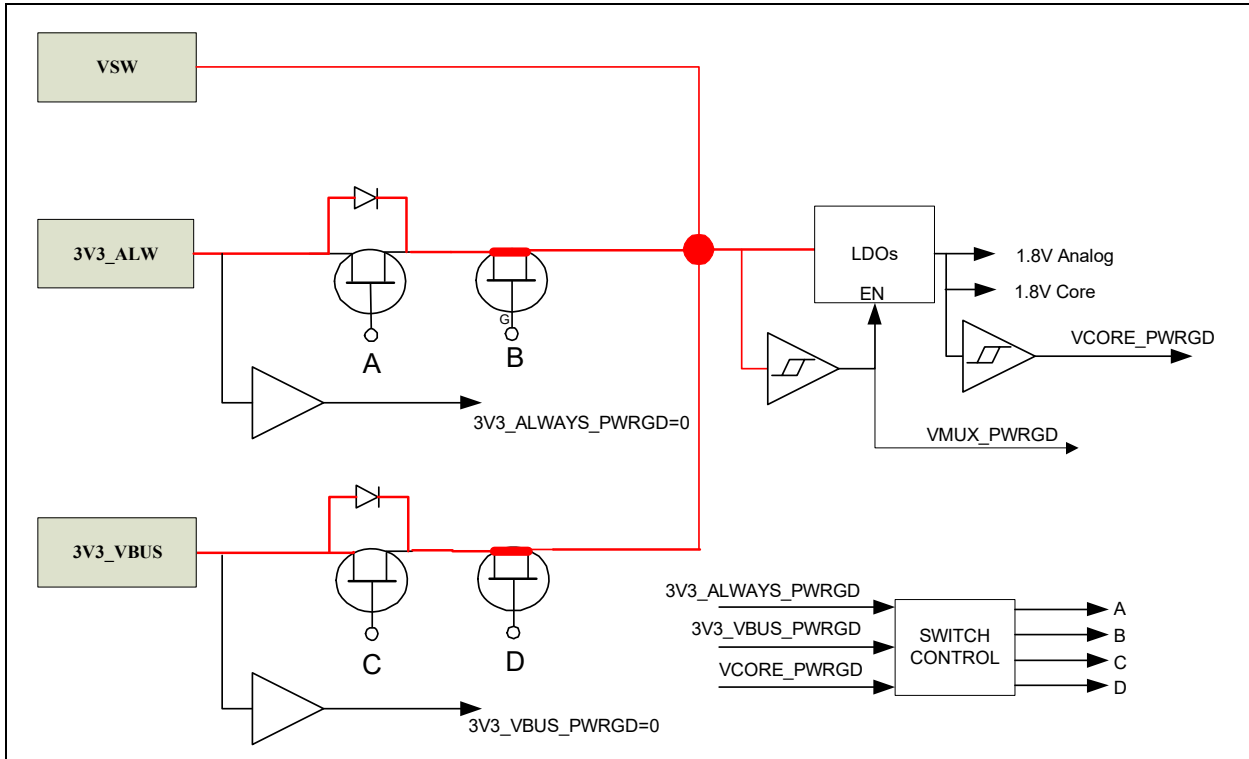 VSW
3V3_ALW
LDOs
EN
1.8V Analog
1.8V Core
VCORE_PWRGD
G
A
B
3V3_ALWAYS_PWRGD=0
VMUX_PWRGD
3V3_VBUS
C
D
3V3_VBUS_PWRGD=0
3V3_ALWAYS_PWRGD
3V3_VBUS_PWRGD
VCORE_PWRGD
SWITCH
CONTROL
A
B
C
D